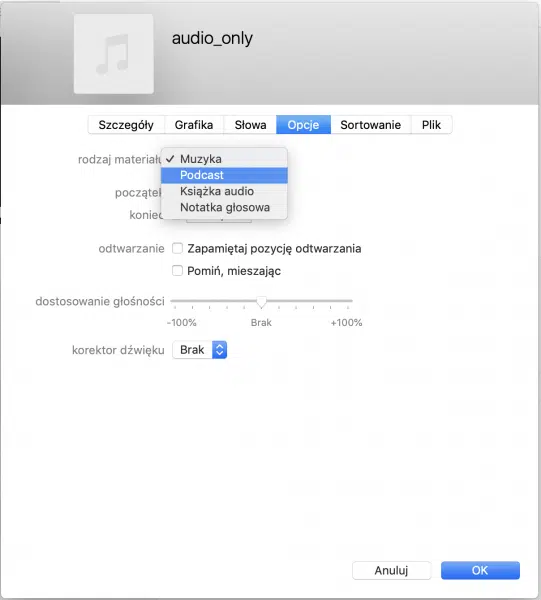 audio_only
Szczegóły Grafika Słowa Opcje Sortowanie Plik
rodzaj materiału ✓ Muzyka
Podcast
początek Książka audio
koniec Notatka głosowa
odtwarzanie Zapamiętaj pozycję odtwarzania
Pomiń, mieszając
dostosowanie głośności
-100% Brak +100%
korektor dźwięku Brak
Anuluj OK